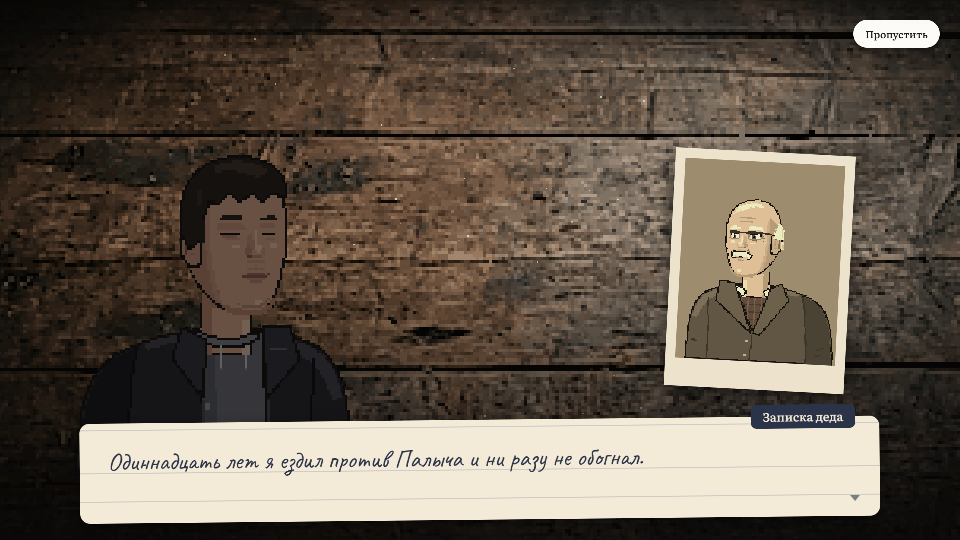 Пропустить
Записка деда
Одиннадцать лет я ездил против Палыча и ни разу не обогнал.